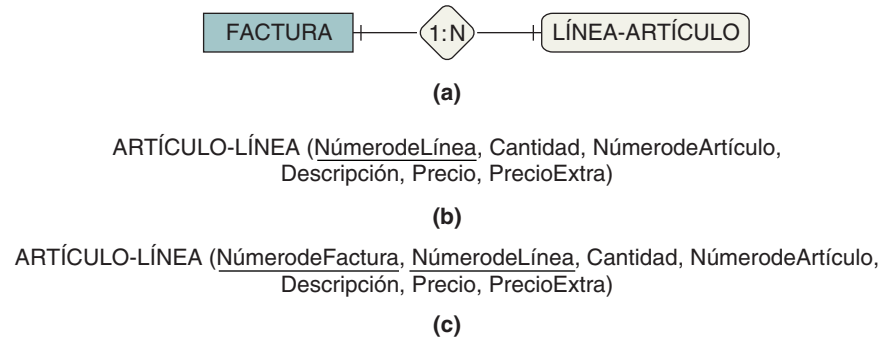 FACTURA 1:N LÍNEA-ARTÍCULO
(a)
ARTÍCULO-LÍNEA (NúmerodeLínea, Cantidad, NúmerodeArtículo,
Descripción, Precio, PrecioExtra)
(b)
ARTÍCULO-LÍNEA (NúmerodeFactura, NúmerodeLínea, Cantidad, NúmerodeArtículo,
Descripción, Precio, PrecioExtra)
(c)